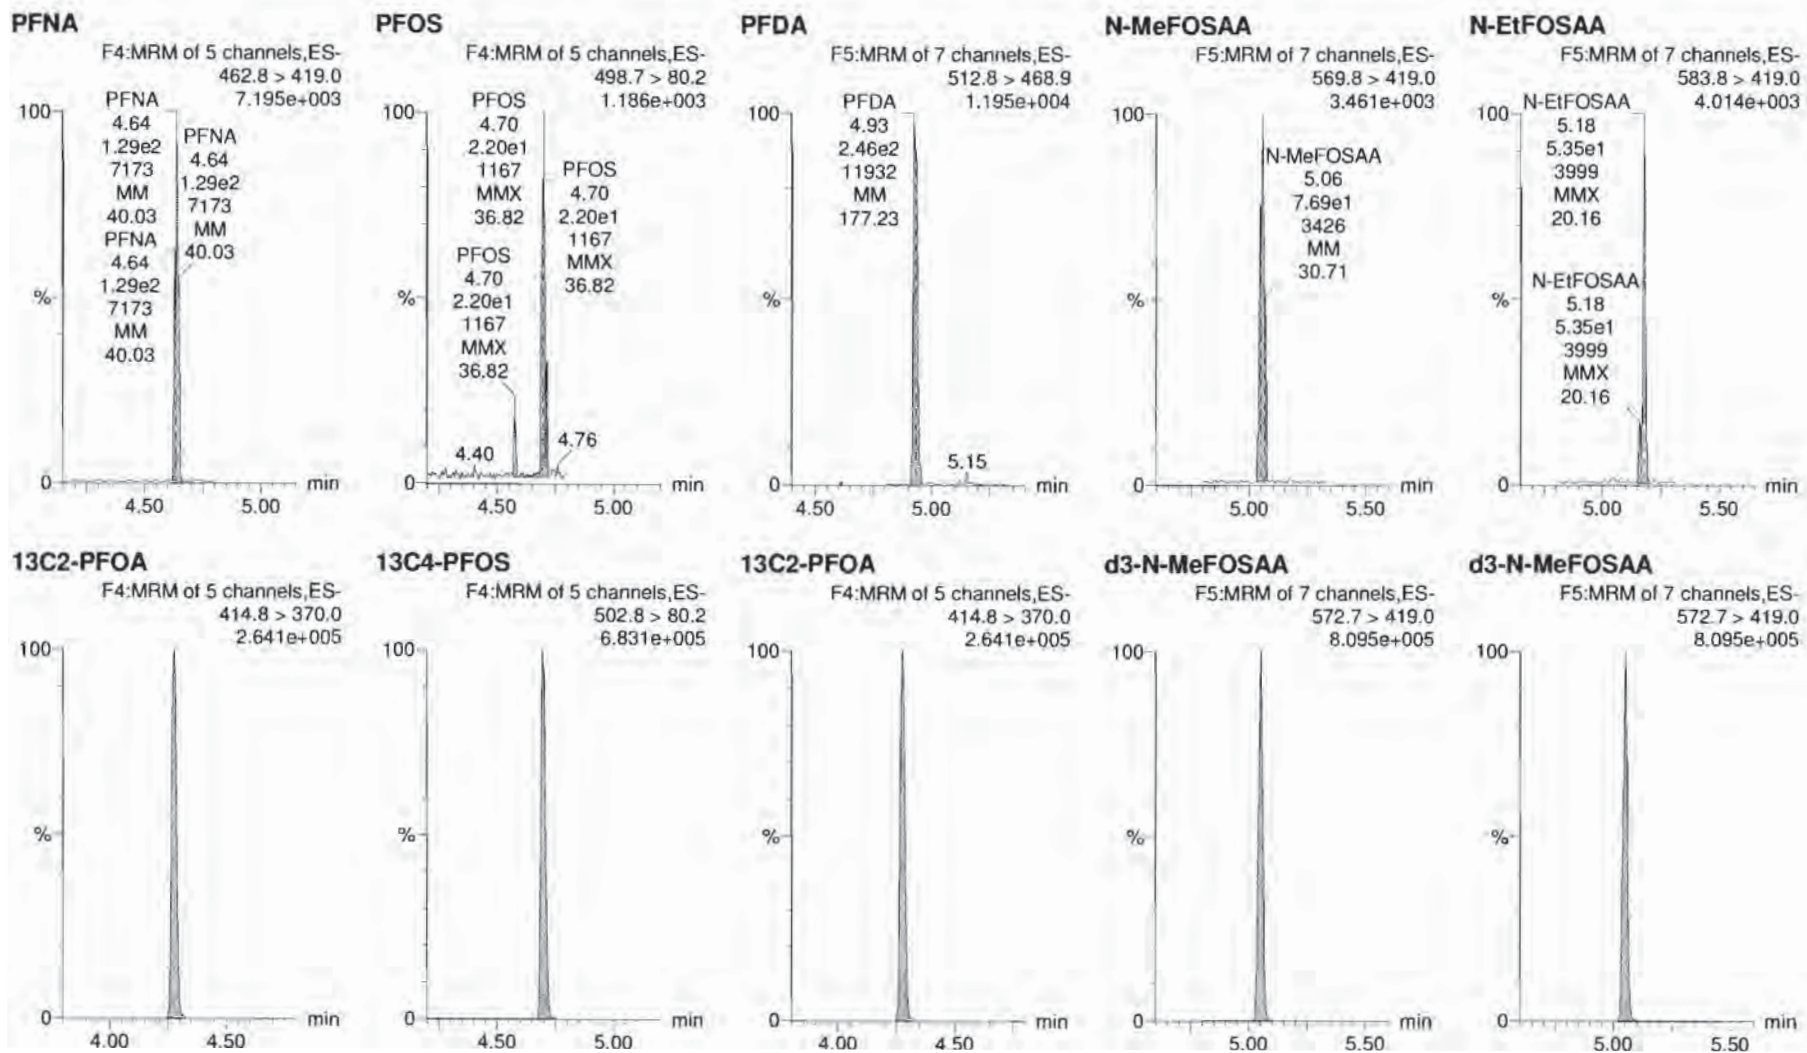 PFNA
F4:MRM of 5 channels,ES-
462.8 > 419.0
7.195e+003
100
PFNA
4.64
1.29e2
7173
MM
40.03
PFNA
4.64
1.29e2
7173
MM
40.03
PFNA
4.64
1.29e2
7173
MM
40.03
%
0
min
4.50 5.00
PFOS
F4:MRM of 5 channels,ES-
498.7 > 80.2
1.186e+003
100
PFOS
4.70
2.20e1
1167
MMX
36.82
PFOS
4.70
2.20e1
1167
MMX
36.82
PFOS
4.70
2.20e1
1167
MMX
36.82
4.40
4.76
%
0
min
4.50 5.00
PFDA
F5:MRM of 7 channels,ES-
512.8 > 468.9
1.195e+004
100
PFDA
4.93
2.46e2
11932
MM
177.23
5.15
%
0
min
4.50 5.00
N-MeFOSAA
F5:MRM of 7 channels,ES-
569.8 > 419.0
3.461e+003
100
N-MeFOSAA
5.06
7.69e1
3426
MM
30.71
%
0
min
5.00 5.50
N-EtFOSAA
F5:MRM of 7 channels,ES-
583.8 > 419.0
4.014e+003
100
N-EtFOSAA
5.18
5.35e1
3999
MMX
20.16
N-EtFOSAA
5.18
5.35e1
3999
MMX
20.16
%
0
min
5.00 5.50
13C2-PFOA
F4:MRM of 5 channels,ES-
414.8 > 370.0
2.641e+005
100
%
0
min
4.00 4.50
13C4-PFOS
F4:MRM of 5 channels,ES-
502.8 > 80.2
6.831e+005
100
%
0
min
4.50 5.00
13C2-PFOA
F4:MRM of 5 channels,ES-
414.8 > 370.0
2.641e+005
100
%
0
min
4.00 4.50
d3-N-MeFOSAA
F5:MRM of 7 channels,ES-
572.7 > 419.0
8.095e+005
100
%
0
min
5.00 5.50
d3-N-MeFOSAA
F5:MRM of 7 channels,ES-
572.7 > 419.0
8.095e+005
100
%
0
min
5.00 5.50